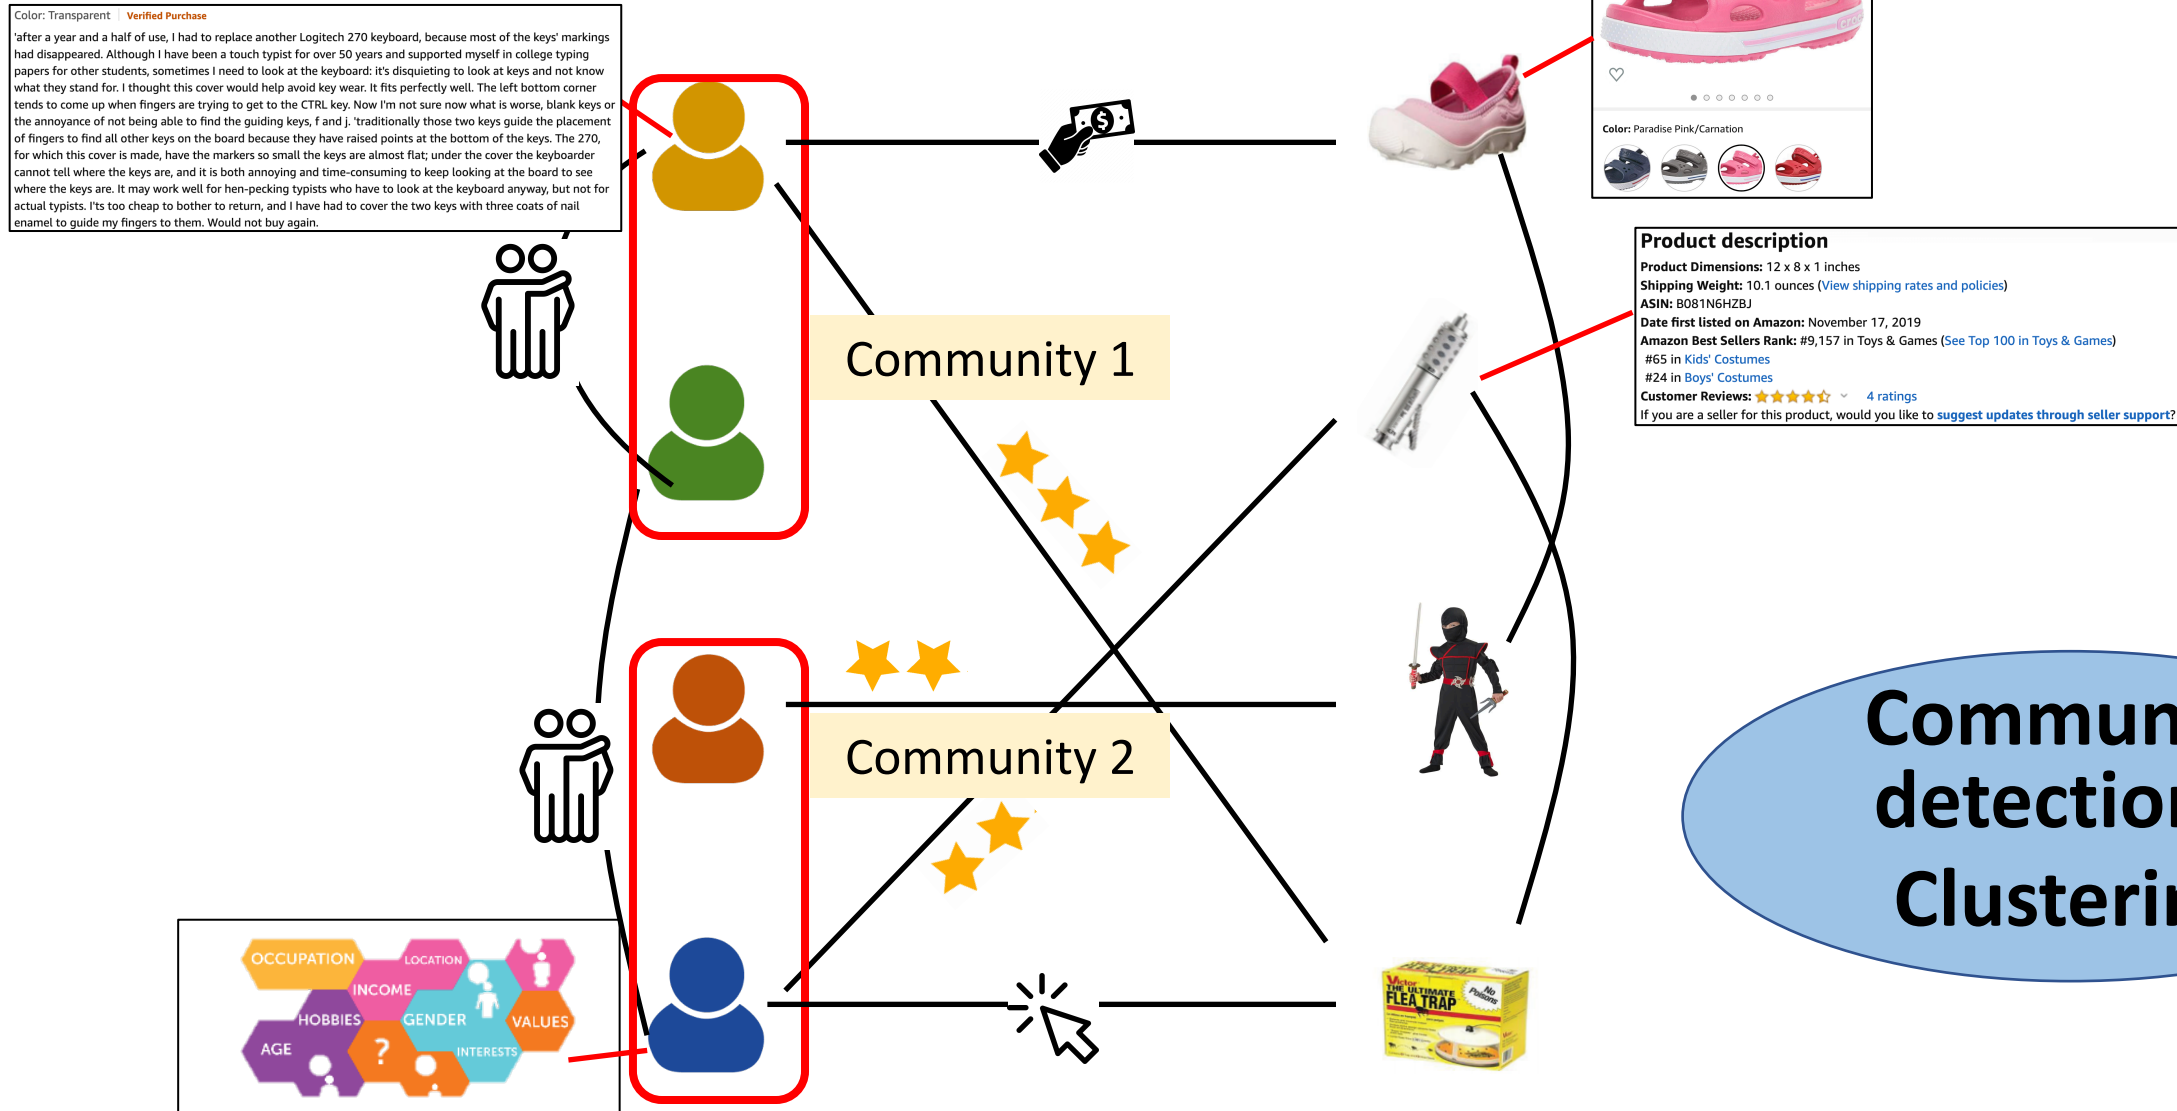 Color: Transparent Verified Purchase
'after a year and a half of use, I had to replace another Logitech 270 keyboard, because most of the keys' markings
had disappeared. Although I have been a touch typist for over 50 years and supported myself in college typing
papers for other students, sometimes I need to look at the keyboard: it's disquieting to look at keys and not know
what they stand for. I thought this cover would help avoid key wear. It fits perfectly well. The left bottom corner
tends to come up when fingers are trying to get to the CTRL key. Now I'm not sure now what is worse, blank keys or
the annoyance of not being able to find the guiding keys, f and j. 'traditionally those two keys guide the placement
of fingers to find all other keys on the board because they have raised points at the bottom of the keys. The 270,
for which this cover is made, have the markers so small the keys are almost flat; under the cover the keyboarder
cannot tell where the keys are, and it is both annoying and time-consuming to keep looking at the board to see
where the keys are. It may work well for hen-pecking typists who have to look at the keyboard anyway, but not for
actual typists. I'ts too cheap to bother to return, and I have had to cover the two keys with three coats of nail
enamel to guide my fingers to them. Would not buy again.
Color: Paradise Pink/Carnation
Product description
Product Dimensions: 12 x 8 x 1 inches
Shipping Weight: 10.1 ounces (View shipping rates and policies)
ASIN: B081N6HZBJ
Date first listed on Amazon: November 17, 2019
Amazon Best Sellers Rank: #9,157 in Toys & Games (See Top 100 in Toys & Games)
#65 in Kids' Costumes
#24 in Boys' Costumes
Customer Reviews: 4 ratings
If you are a seller for this product, would you like to suggest updates through seller support?
Community 1
Community 2
Commun
detection
Clusterin
OCCUPATION
LOCATION
INCOME
HOBBIES
GENDER
VALUES
AGE
?
INTERESTS
Victor
THE ULTIMATE
FLEA TRAP
No
Poisons